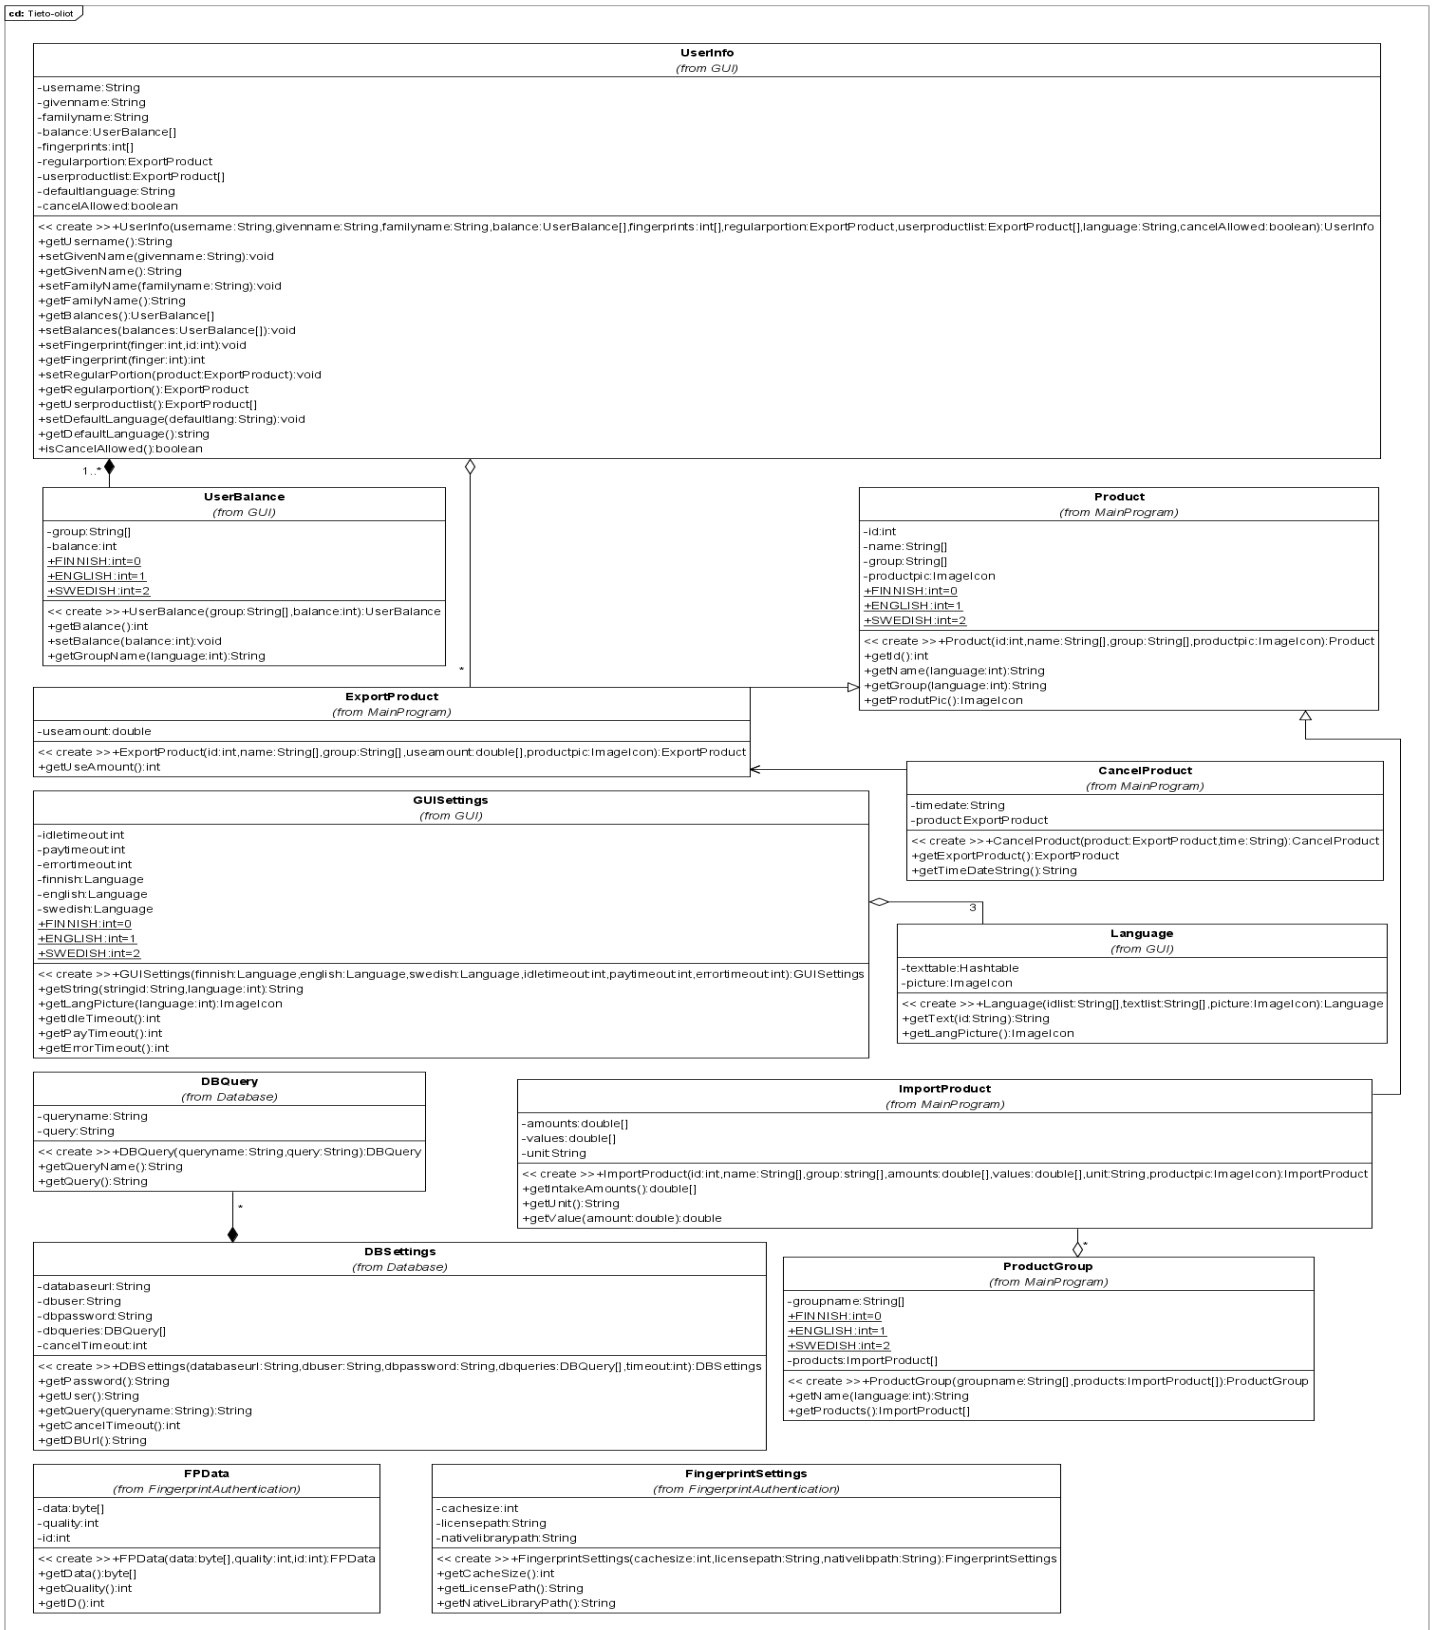 cd: Tieto-oliot
UserInfo
(from GUI)
-username:String
-givenname:String
-familyname:String
-balance:UserBalance[]
-fingerprints:int[]
-regularportion:ExportProduct
-userproductlist:ExportProduct[]
-defaultlanguage:String
-cancelAllowed:boolean
<< create >>+UserInfo(username:String,givenname:String,familyname:String,balance:UserBalance[],fingerprints:int[],regularportion:ExportProduct,userproductlist:ExportProduct[],language:String,cancelAllowed:boolean):UserInfo
+getUsername():String
+setGivenName(givenname:String):void
+getGivenName():String
+setFamilyName(familyname:String):void
+getFamilyName():String
+getBalances():UserBalance[]
+setBalances(balances:UserBalance[]):void
+setFingerprint(finger:int,id:int):void
+getFingerprint(finger:int):int
+setRegularPortion(product:ExportProduct):void
+getRegularportion():ExportProduct
+getUserproductlist():ExportProduct[]
+setDefaultLanguage(defaultlang:String):void
+getDefaultLanguage():string
+isCancelAllowed():boolean
1..*
UserBalance
(from GUI)
-group:String[]
-balance:int
+FINNISH:int=0
+ENGLISH:int=1
+SWEDISH:int=2
<< create >>+UserBalance(group:String[],balance:int):UserBalance
+getBalance():int
+setBalance(balance:int):void
+getGroupName(language:int):String
*
Product
(from MainProgram)
-id:int
-name:String[]
-group:String[]
-productpic:ImageIcon
+FINNISH:int=0
+ENGLISH:int=1
+SWEDISH:int=2
<< create >>+Product(id:int,name:String[],group:String[],productpic:ImageIcon):Product
+getId():int
+getName(language:int):String
+getGroup(language:int):String
+getProdutPic():ImageIcon
ExportProduct
(from MainProgram)
-useamount:double
<< create >>+ExportProduct(id:int,name:String[],group:String[],useamount:double[],productpic:ImageIcon):ExportProduct
+getUseAmount():int
CancelProduct
(from MainProgram)
-timedate:String
-product:ExportProduct
<< create >>+CancelProduct(product:ExportProduct,time:String):CancelProduct
+getExportProduct():ExportProduct
+getTimeDateString():String
GUISettings
(from GUI)
-idletimeout:int
-paytimeout:int
-errortimeout:int
-finnish:Language
-english:Language
-swedish:Language
+FINNISH:int=0
+ENGLISH:int=1
+SWEDISH:int=2
<< create >>+GUISettings(finnish:Language,english:Language,swedish:Language,idletimeout:int,paytimeout:int,errortimeout:int):GUISettings
+getString(stringid:String,language:int):String
+getLangPicture(language:int):ImageIcon
+getIdleTimeout():int
+getPayTimeout():int
+getErrorTimeout():int
3
Language
(from GUI)
-texttable:Hashtable
-picture:ImageIcon
<< create >>+Language(idlist:String[],textlist:String[],picture:ImageIcon):Language
+getText(id:String):String
+getLangPicture():ImageIcon
DBQuery
(from Database)
-queryname:String
-query:String
<< create >>+DBQuery(queryname:String,query:String):DBQuery
+getQueryName():String
+getQuery():String
*
ImportProduct
(from MainProgram)
-amounts:double[]
-values:double[]
-unit:String
<< create >>+ImportProduct(id:int,name:String[],group:string[],amounts:double[],values:double[],unit:String,productpic:ImageIcon):ImportProduct
+getIntakeAmounts():double[]
+getUnit():String
+getValue(amount:double):double
*
DBSettings
(from Database)
-databaseurl:String
-dbuser:String
-dbpassword:String
-dbqueries:DBQuery[]
-cancelTimeout:int
<< create >>+DBSettings(databaseurl:String,dbuser:String,dbpassword:String,dbqueries:DBQuery[],timeout:int):DBSettings
+getPassword():String
+getUser():String
+getQuery(queryname:String):String
+getCancelTimeout():int
+getDBUrl():String
ProductGroup
(from MainProgram)
-groupname:String[]
+FINNISH:int=0
+ENGLISH:int=1
+SWEDISH:int=2
-products:ImportProduct[]
<< create >>+ProductGroup(groupname:String[],products:ImportProduct[]):ProductGroup
+getName(language:int):String
+getProducts():ImportProduct[]
FPData
(from FingerprintAuthentication)
-data:byte[]
-quality:int
-id:int
<< create >>+FPData(data:byte[],quality:int,id:int):FPData
+getData():byte[]
+getQuality():int
+getID():int
FingerprintSettings
(from FingerprintAuthentication)
-cachesize:int
-licensepath:String
-nativelibrarypath:String
<< create >>+FingerprintSettings(cachesize:int,licensepath:String,nativelibpath:String):FingerprintSettings
+getCacheSize():int
+getLicensePath():String
+getNativeLibraryPath():String